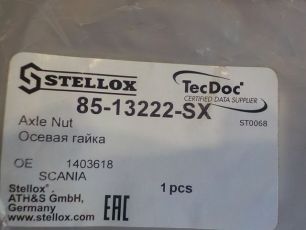 STELLOX
TecDoc
CERTIFIED DATA SUPPLIER
85-13222-SX
Axle Nut
ST0068
Осевая гайка
OE 1403618
SCANIA
Stellox®,
ATH&S GmbH,
Germany
www.stellox.com
1 pcs
EAC